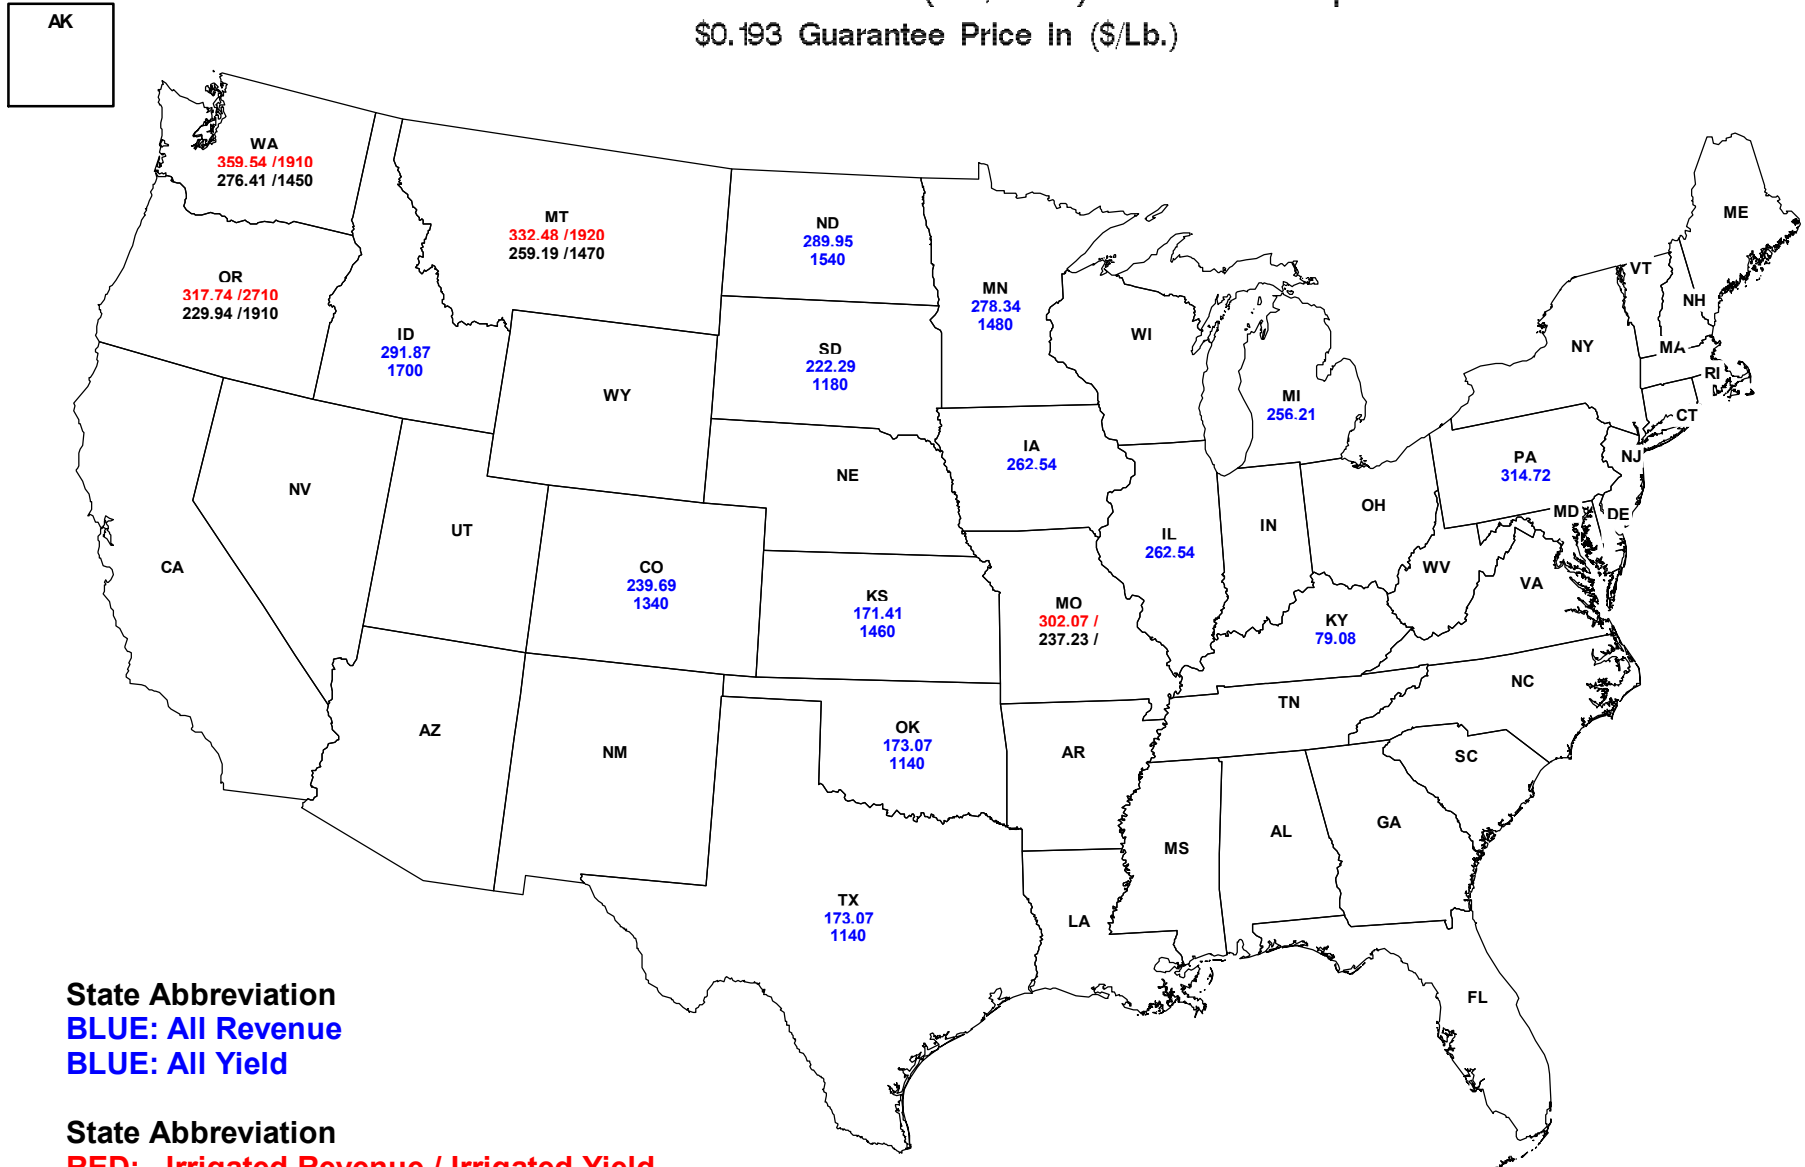 AK
$0.193 Guarantee Price in ($/Lb.)
WA
359.54 /1910
276.41 /1450
MT
332.48 /1920
259.19 /1470
ND
289.95
1540
MN
278.34
1480
OR
317.74 /2710
229.94 /1910
ID
291.87
1700
SD
222.29
1180
WY
WI
MI
256.21
ME
VT
NH
NY
MA
RI
CT
IA
262.54
NE
NV
UT
PA
314.72
NJ
OH
IN
MD
DE
IL
262.54
CA
CO
239.69
1340
KS
171.41
1460
MO
302.07 /
237.23 /
WV
VA
KY
79.08
NC
TN
AZ
NM
OK
173.07
1140
AR
SC
MS
AL
GA
TX
173.07
1140
LA
FL
State Abbreviation
BLUE: All Revenue
BLUE: All Yield
State Abbreviation
RED: Irrigated Revenue / Irrigated Yield